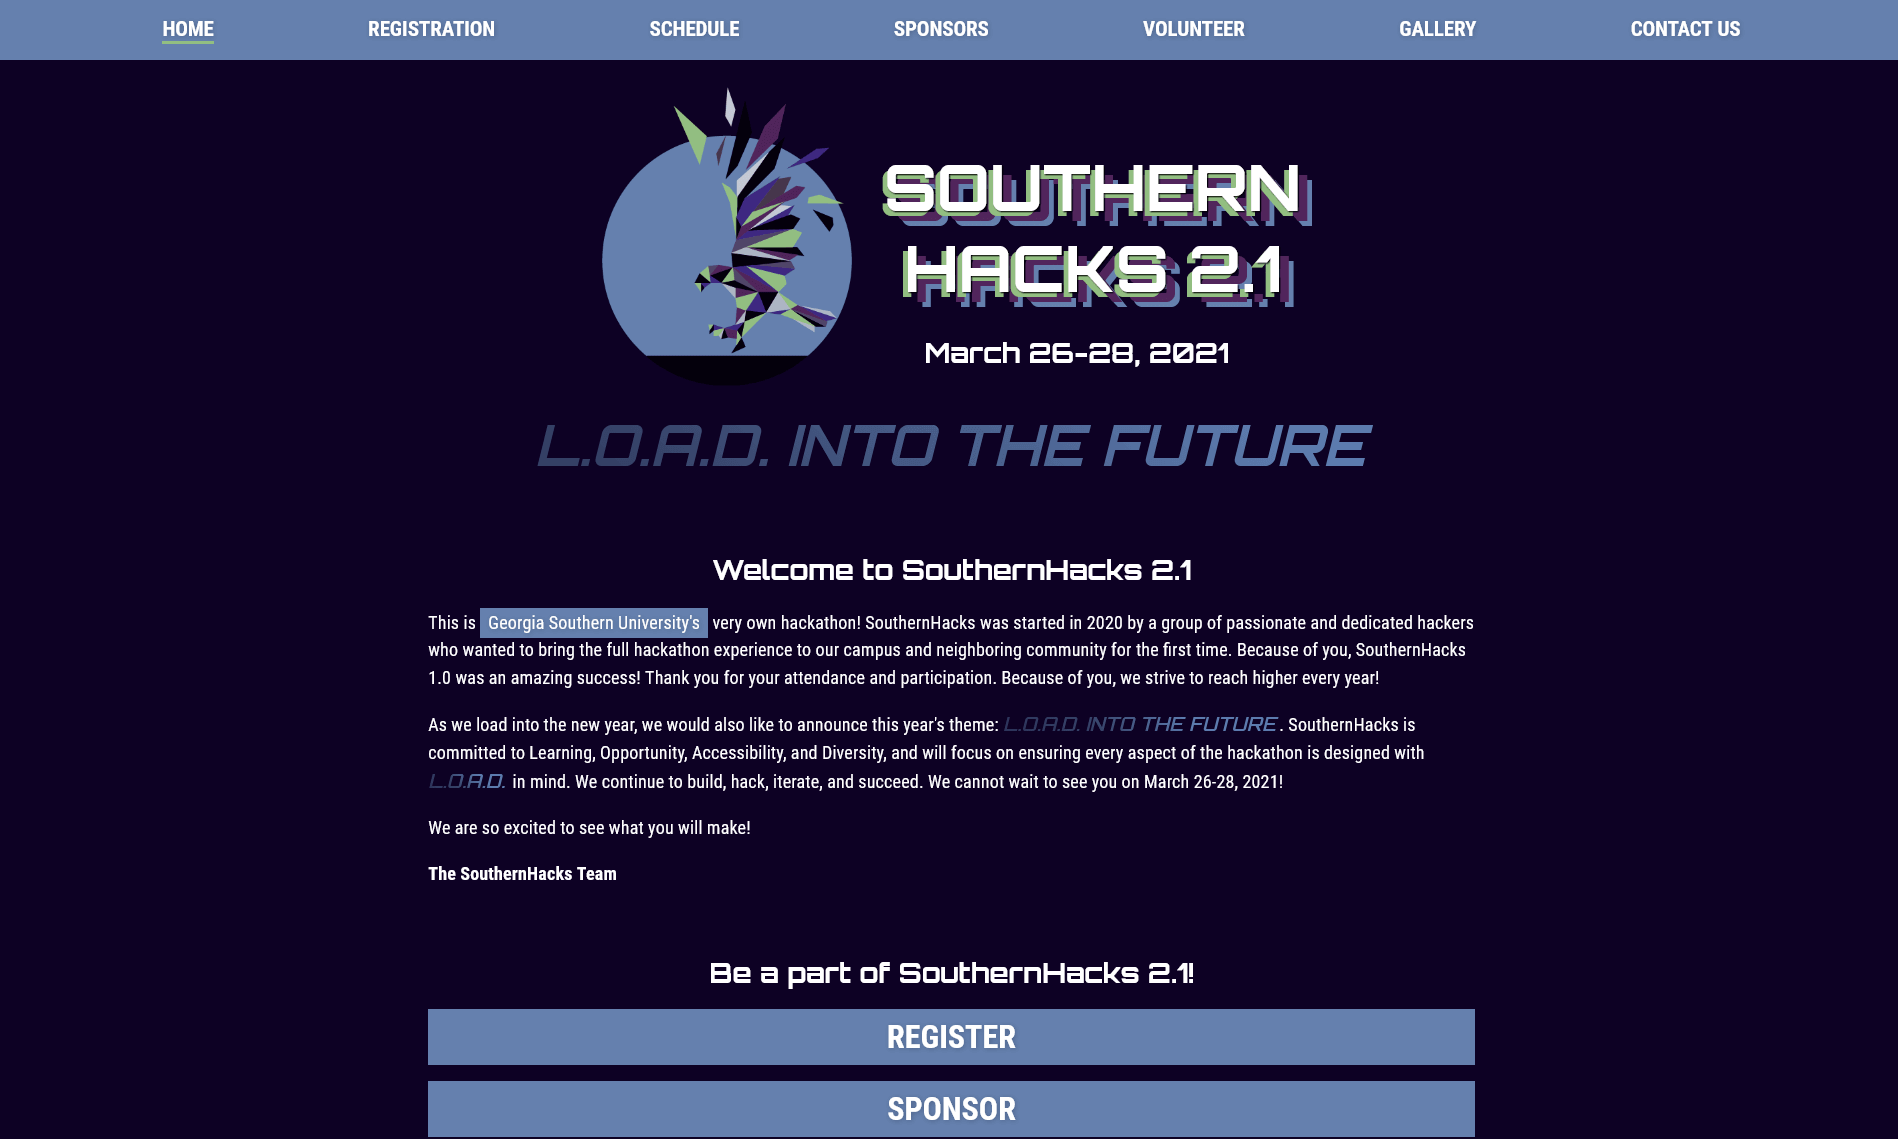 HOME REGISTRATION SCHEDULE SPONSORS VOLUNTEER GALLERY CONTACT US
SOUTHERN
HACKS 2.1
March 26-28, 2021
L.O.A.D. INTO THE FUTURE
Welcome to SouthernHacks 2.1
This is Georgia Southern University's very own hackathon! SouthernHacks was started in 2020 by a group of passionate and dedicated hackers
who wanted to bring the full hackathon experience to our campus and neighboring community for the first time. Because of you, SouthernHacks
1.0 was an amazing success! Thank you for your attendance and participation. Because of you, we strive to reach higher every year!
As we load into the new year, we would also like to announce this year's theme: L.O.A.D. INTO THE FUTURE. SouthernHacks is
committed to Learning, Opportunity, Accessibility, and Diversity, and will focus on ensuring every aspect of the hackathon is designed with
L.O.A.D. in mind. We continue to build, hack, iterate, and succeed. We cannot wait to see you on March 26-28, 2021!
We are so excited to see what you will make!
The SouthernHacks Team
Be a part of SouthernHacks 2.1!
REGISTER
SPONSOR